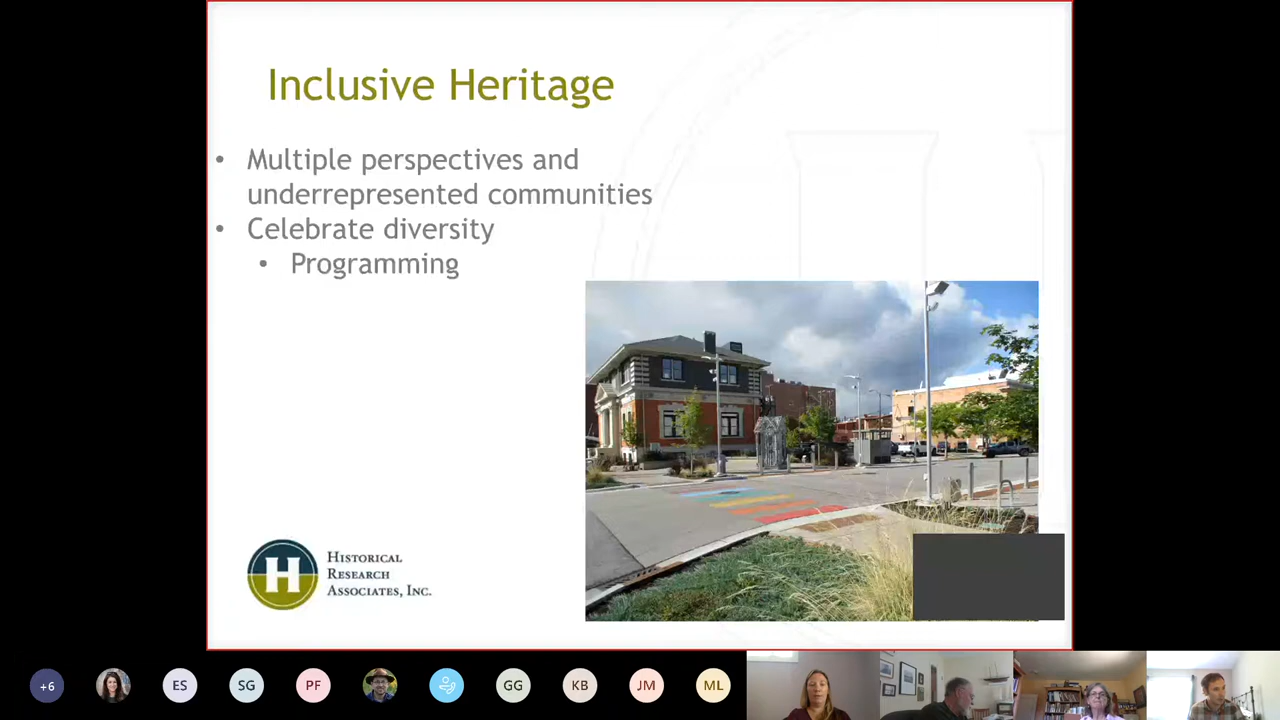 Inclusive Heritage
• Multiple perspectives and
underrepresented communities
• Celebrate diversity
• Programming
HISTORICAL
RESEARCH
ASSOCIATES, INC.
H
+6
ES
SG
PF
GG
KB
JM
ML